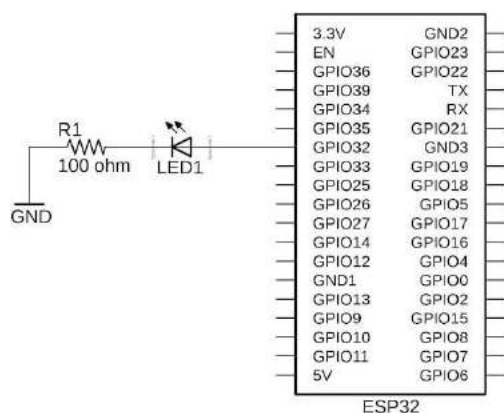 R1
100 ohm
LED1
GND
3.3V
EN
GPIO36
GPIO39
GPIO34
GPIO35
GPIO32
GPIO33
GPIO25
GPIO26
GPIO27
GPIO14
GPIO12
GND1
GPIO13
GPIO9
GPIO10
GPIO11
5V
GND2
GPIO23
GPIO22
TX
RX
GPIO21
GND3
GPIO19
GPIO18
GPIO5
GPIO17
GPIO16
GPIO4
GPIO0
GPIO2
GPIO15
GPIO8
GPIO7
GPIO6
ESP32